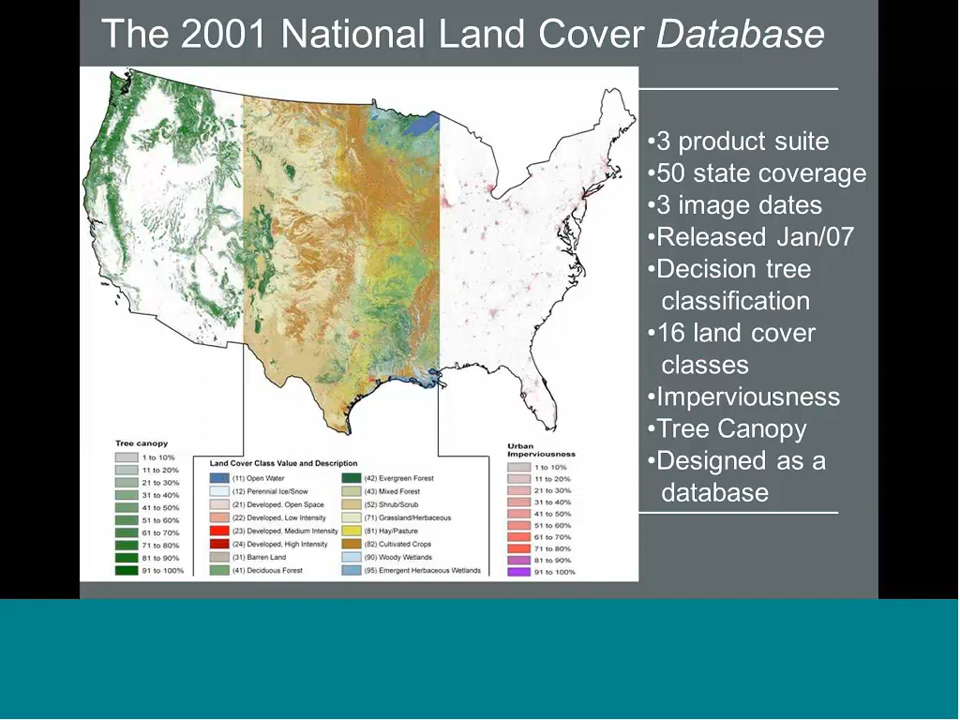 The 2001 National Land Cover Database
•3 product suite
•50 state coverage
•3 image dates
•Released Jan/07
•Decision tree
classification
•16 land cover
classes
•Imperviousness
•Tree Canopy
•Designed as a
database
Tree canopy
1 to 10%
11 to 20%
21 to 30%
31 to 40%
41 to 50%
51 to 60%
61 to 70%
71 to 80%
81 to 90%
91 to 100%
Land Cover Class Value and Description
(11) Open Water
(12) Perennial Ice/Snow
(21) Developed, Open Space
(22) Developed, Low Intensity
(23) Developed, Medium Intensity
(24) Developed, High Intensity
(31) Barren Land
(41) Deciduous Forest
(42) Evergreen Forest
(43) Mixed Forest
(52) Shrub/Scrub
(71) Grassland/Herbaceous
(81) Hay/Pasture
(82) Cultivated Crops
(90) Woody Wetlands
(95) Emergent Herbaceous Wetlands
Urban
Imperviousness
1 to 10%
11 to 20%
21 to 30%
31 to 40%
41 to 50%
51 to 60%
61 to 70%
71 to 80%
81 to 90%
91 to 100%